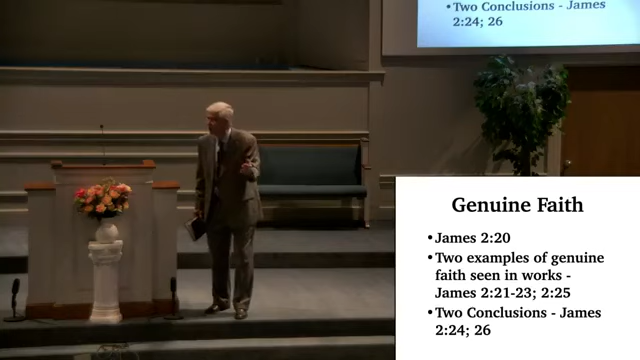 • Two Conclusions - James
2:24; 26
Genuine Faith
• James 2:20
• Two examples of genuine
faith seen in works -
James 2:21-23; 2:25
• Two Conclusions - James
2:24; 26